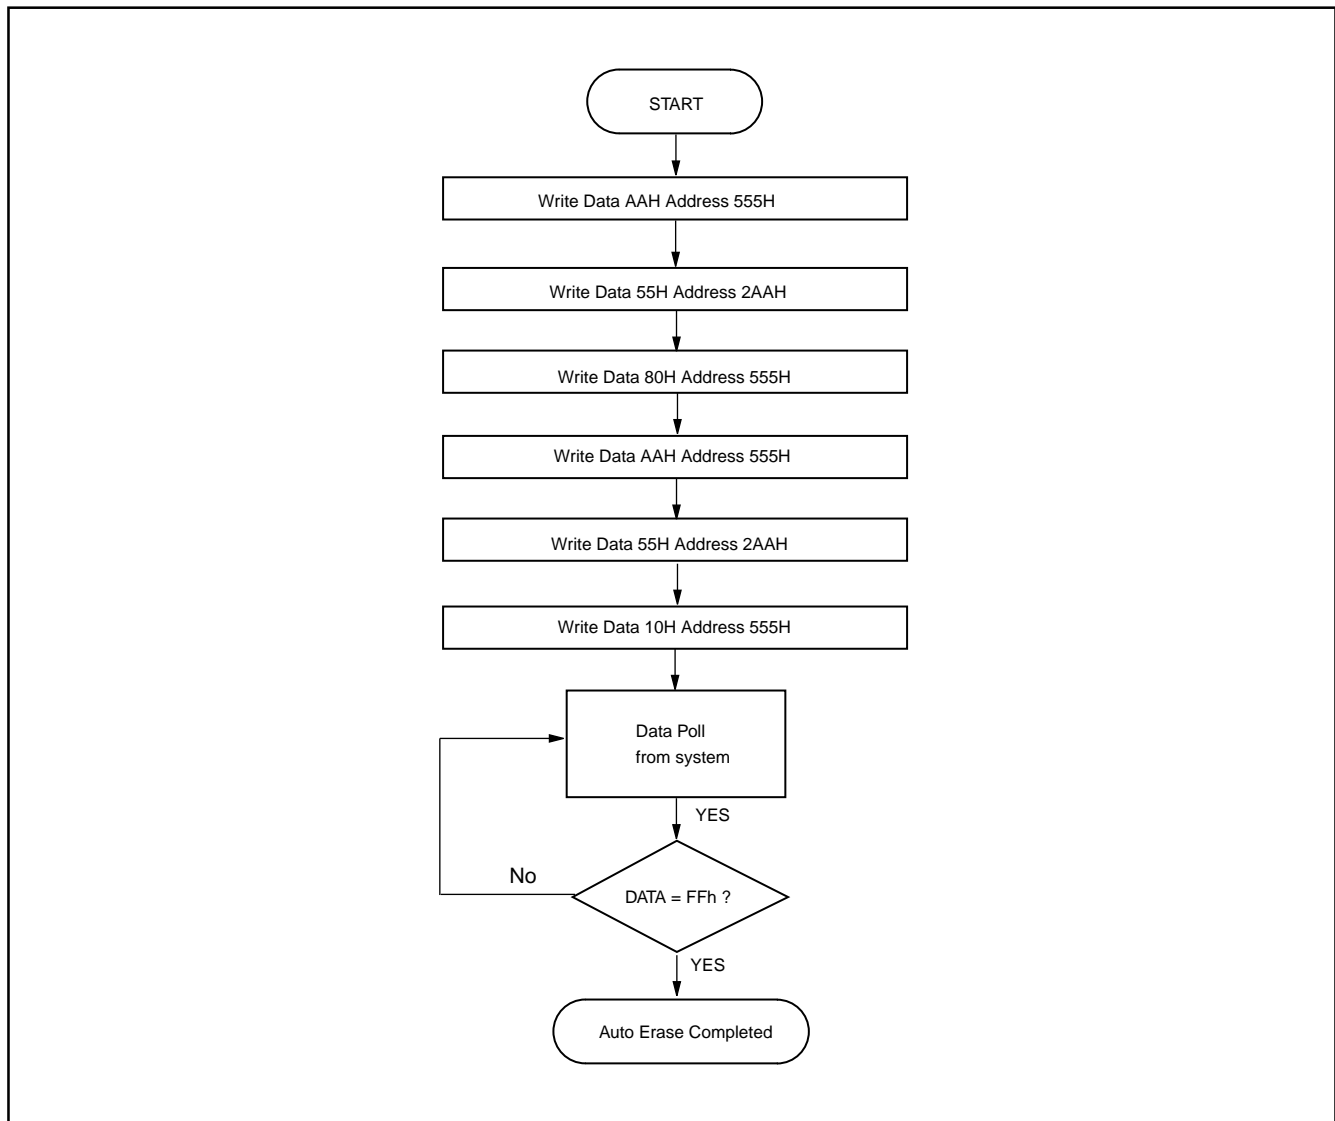 START
Write Data AAH Address 555H
Write Data 55H Address 2AAH
Write Data 80H Address 555H
Write Data AAH Address 555H
Write Data 55H Address 2AAH
Write Data 10H Address 555H
Data Poll
from system
YES
No
DATA = FFh ?
YES
Auto Erase Completed